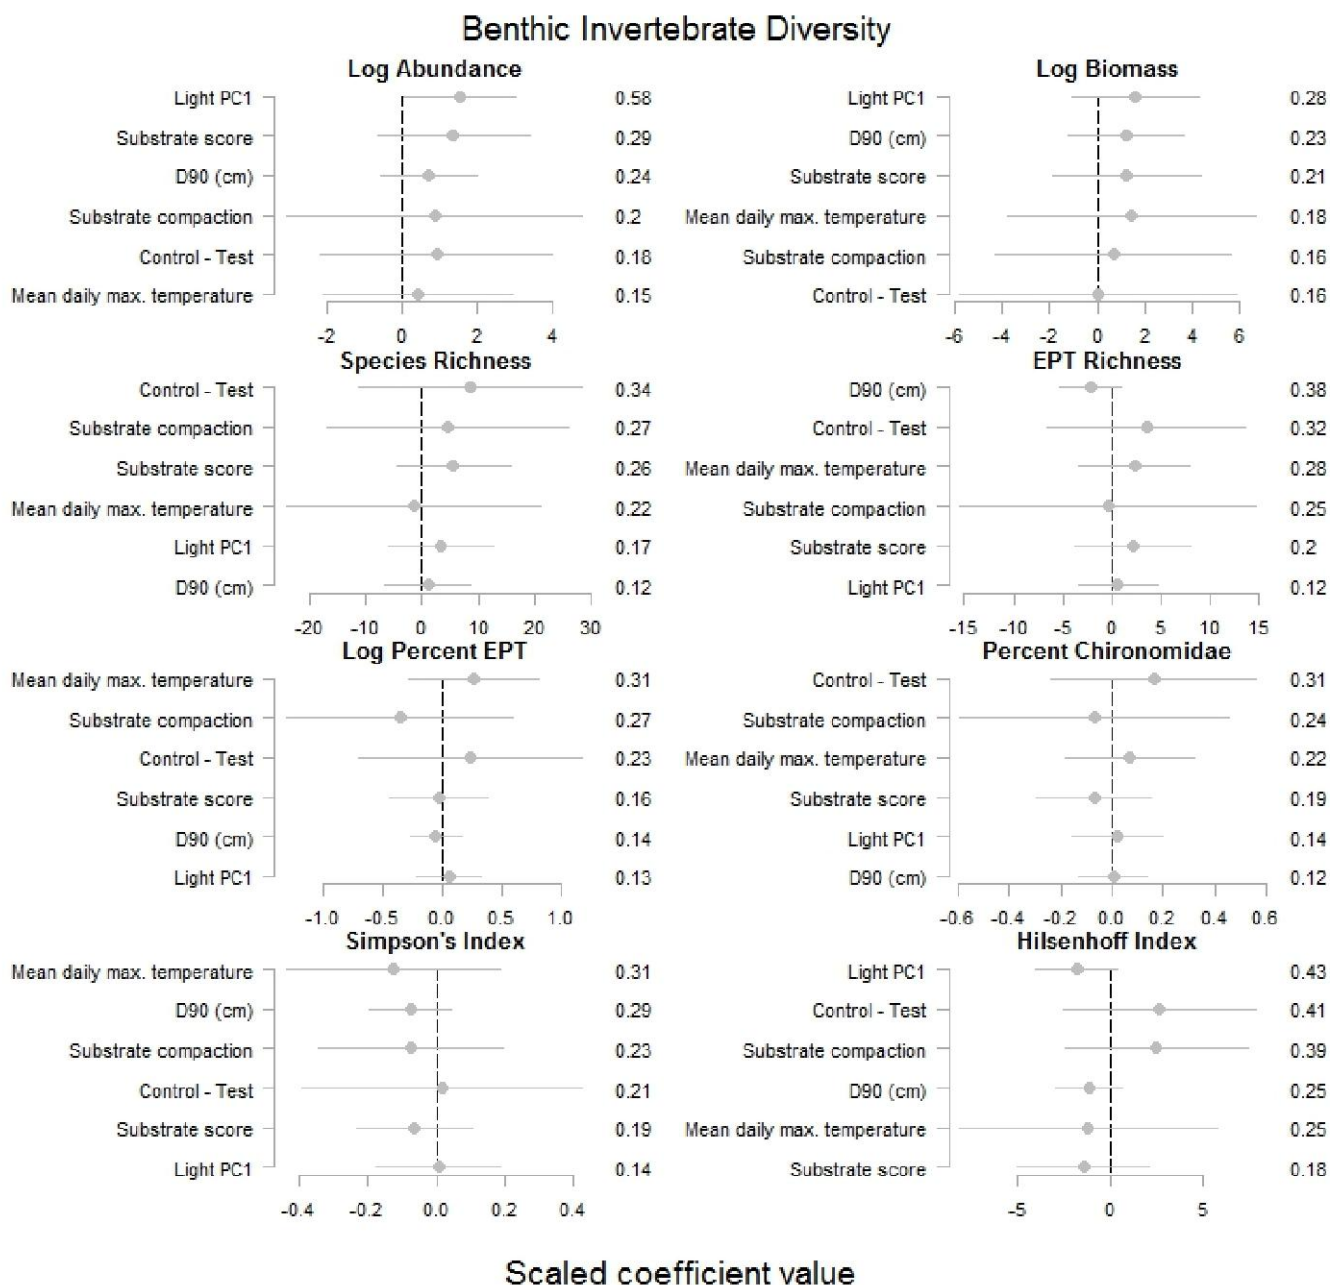 Benthic Invertebrate Diversity
Log Abundance
Light PC1 0.58
Substrate score 0.29
D90 (cm) 0.24
Substrate compaction 0.2
Control - Test 0.18
Mean daily max. temperature 0.15
-2 0 2 4
Log Biomass
Light PC1 0.28
D90 (cm) 0.23
Substrate score 0.21
Mean daily max. temperature 0.18
Substrate compaction 0.16
Control - Test 0.16
-6 -4 -2 0 2 4 6
Species Richness
Control - Test 0.34
Substrate compaction 0.27
Substrate score 0.26
Mean daily max. temperature 0.22
Light PC1 0.17
D90 (cm) 0.12
-20 -10 0 10 20 30
EPT Richness
D90 (cm) 0.38
Control - Test 0.32
Mean daily max. temperature 0.28
Substrate compaction 0.25
Substrate score 0.2
Light PC1 0.12
-15 -10 -5 0 5 10 15
Log Percent EPT
Mean daily max. temperature 0.31
Substrate compaction 0.27
Control - Test 0.23
Substrate score 0.16
D90 (cm) 0.14
Light PC1 0.13
-1.0 -0.5 0.0 0.5 1.0
Percent Chironomidae
Control - Test 0.31
Substrate compaction 0.24
Mean daily max. temperature 0.22
Substrate score 0.19
Light PC1 0.14
D90 (cm) 0.12
-0.6 -0.4 -0.2 0.0 0.2 0.4 0.6
Simpson's Index
Mean daily max. temperature 0.31
D90 (cm) 0.29
Substrate compaction 0.23
Control - Test 0.21
Substrate score 0.19
Light PC1 0.14
-0.4 -0.2 0.0 0.2 0.4
Hilsenhoff Index
Light PC1 0.43
Control - Test 0.41
Substrate compaction 0.39
D90 (cm) 0.25
Mean daily max. temperature 0.25
Substrate score 0.18
-5 0 5
Scaled coefficient value